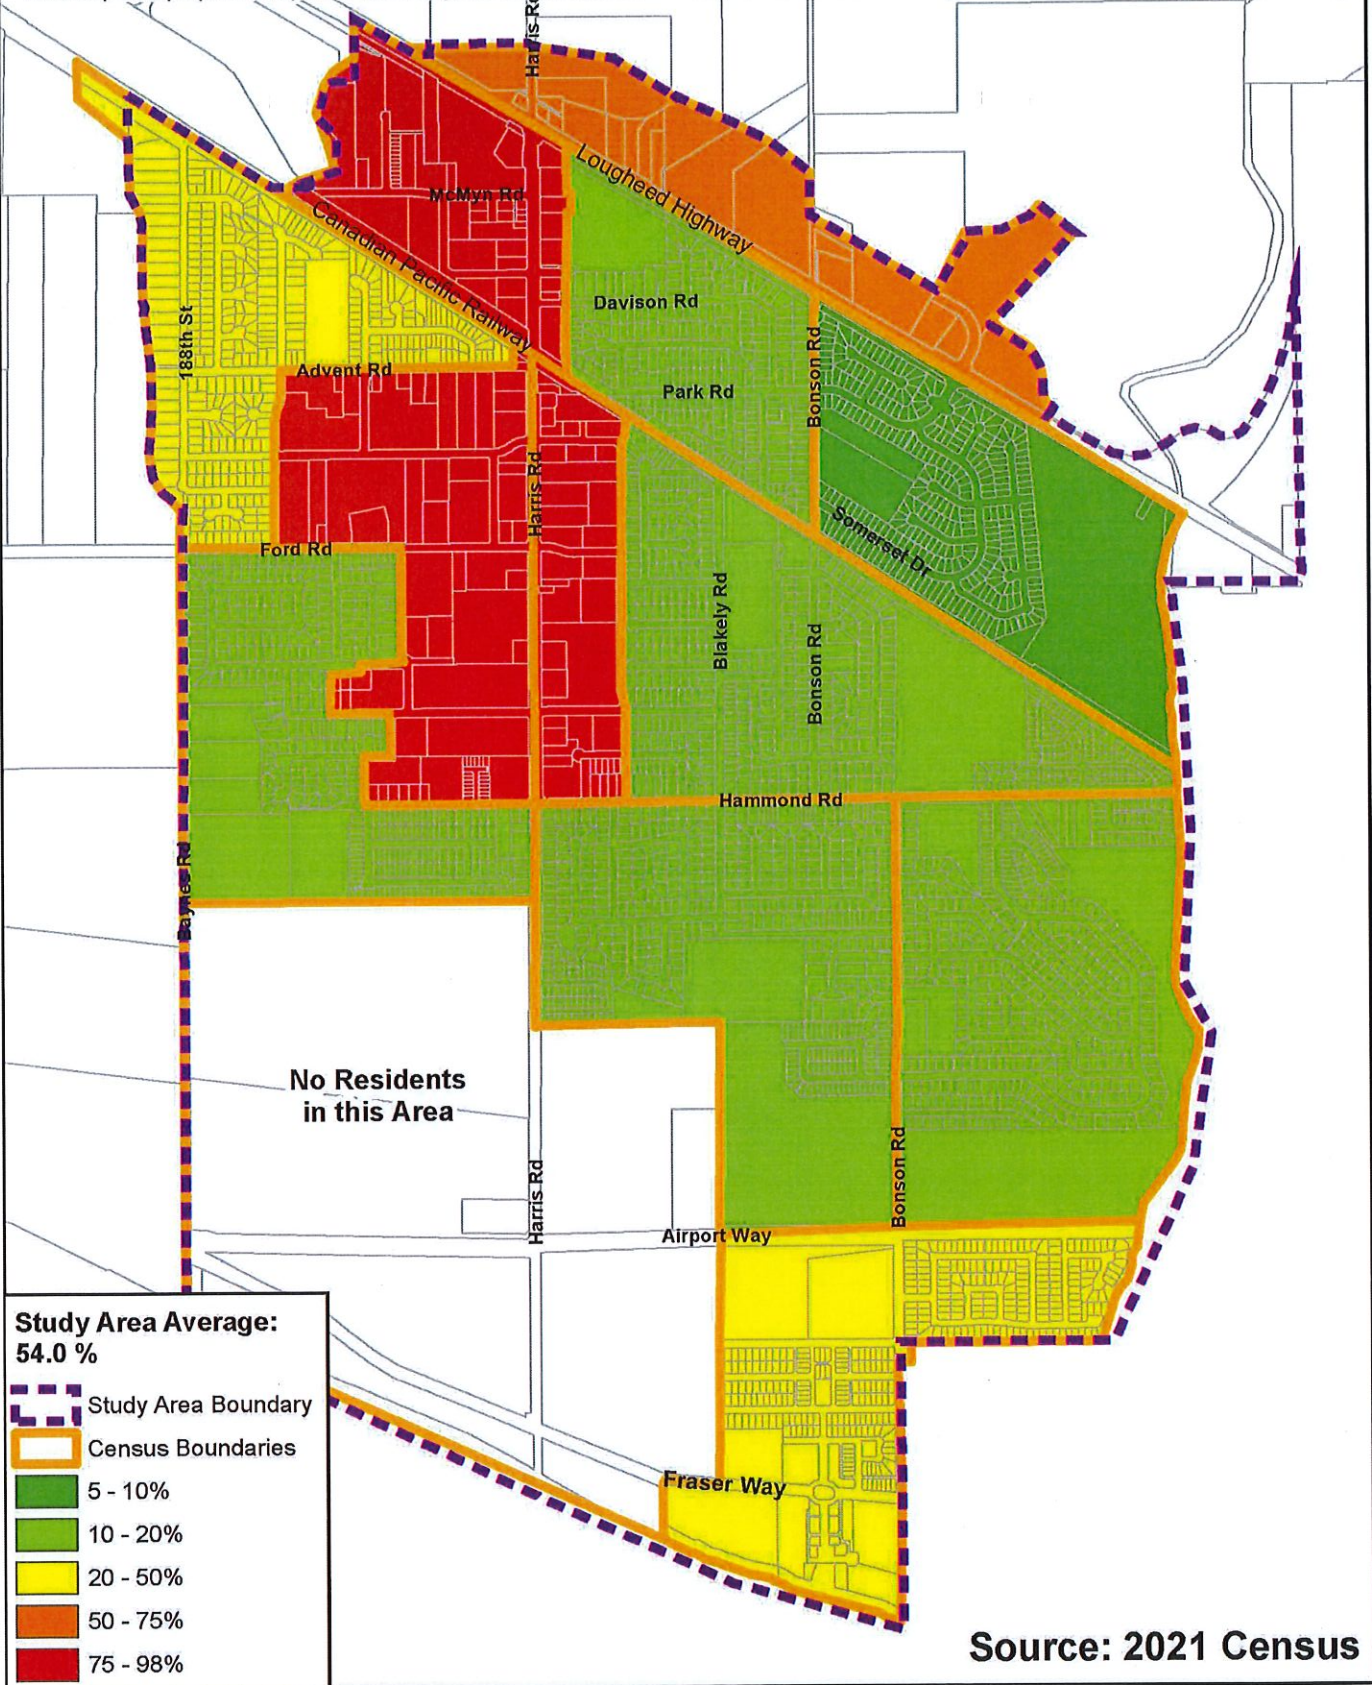 Harris Rd
McMyn Rd
Lougheed Highway
Canadian Pacific Railway
Davison Rd
188th St
Advent Rd
Park Rd
Bonson Rd
Harris Rd
Somerset Dr
Ford Rd
Blakely Rd
Bonson Rd
Hammond Rd
Baynes Rd
No Residents
in this Area
Harris Rd
Bonson Rd
Airport Way
Fraser Way
Study Area Average:
54.0 %
Study Area Boundary
Census Boundaries
5 - 10%
10 - 20%
20 - 50%
50 - 75%
75 - 98%
Source: 2021 Census